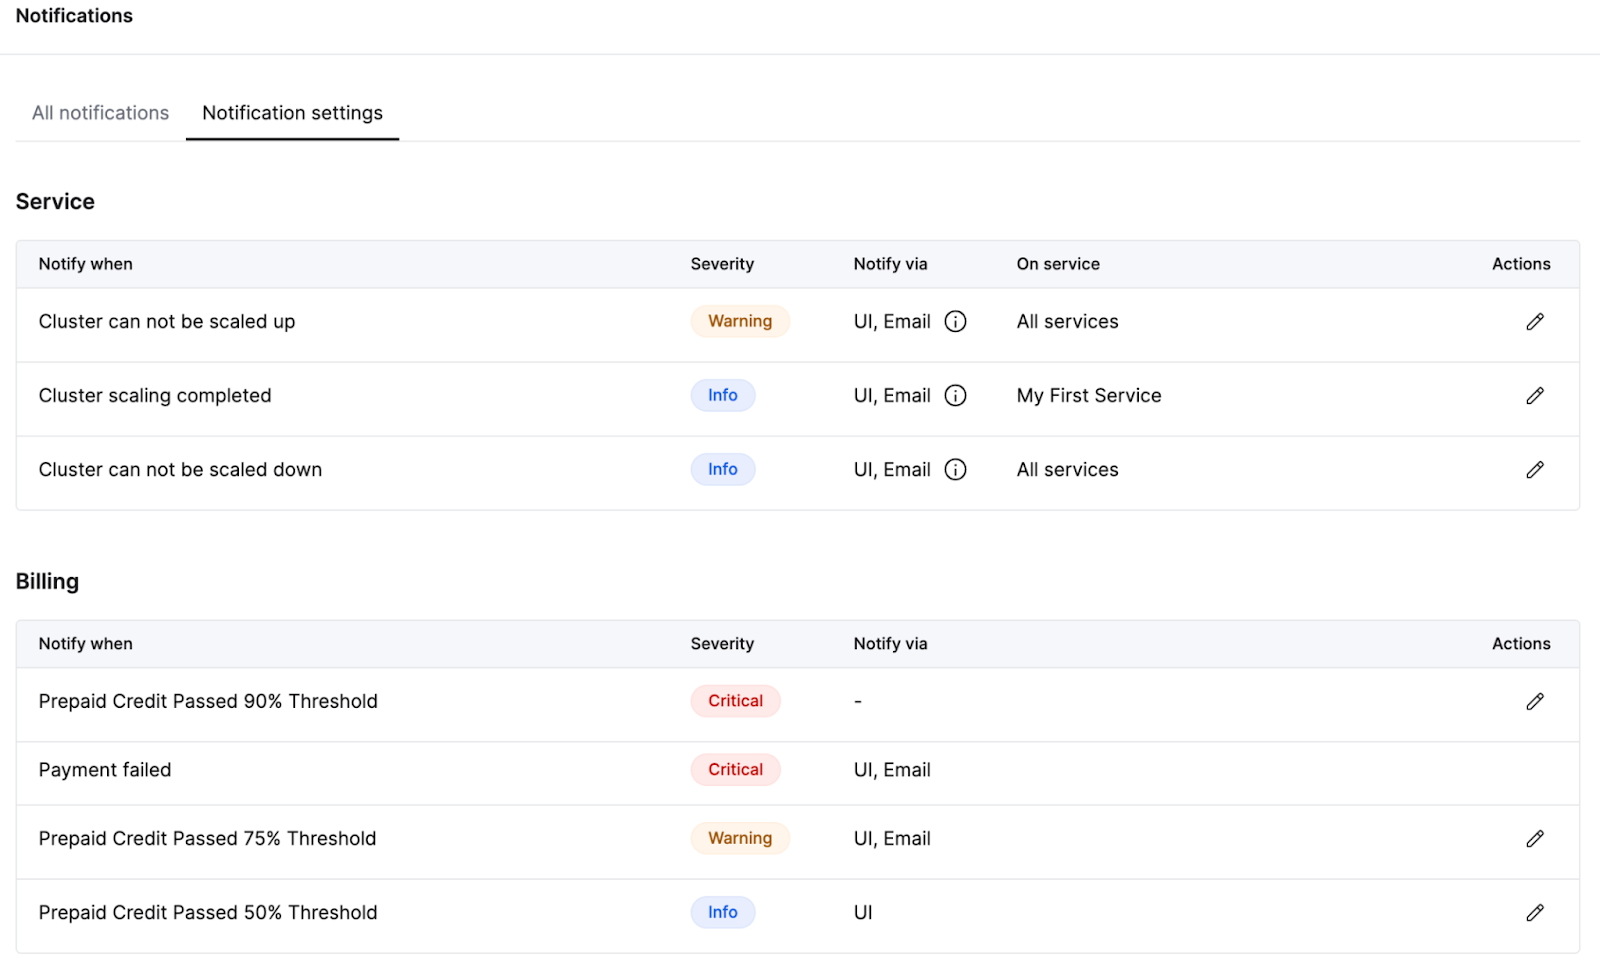 Notifications
All notifications Notification settings
Service
Notify when Severity Notify via On service Actions
Cluster can not be scaled up Warning UI, Email All services
Cluster scaling completed Info UI, Email My First Service
Cluster can not be scaled down Info UI, Email All services
Billing
Notify when Severity Notify via Actions
Prepaid Credit Passed 90% Threshold Critical -
Payment failed Critical UI, Email
Prepaid Credit Passed 75% Threshold Warning UI, Email
Prepaid Credit Passed 50% Threshold Info UI